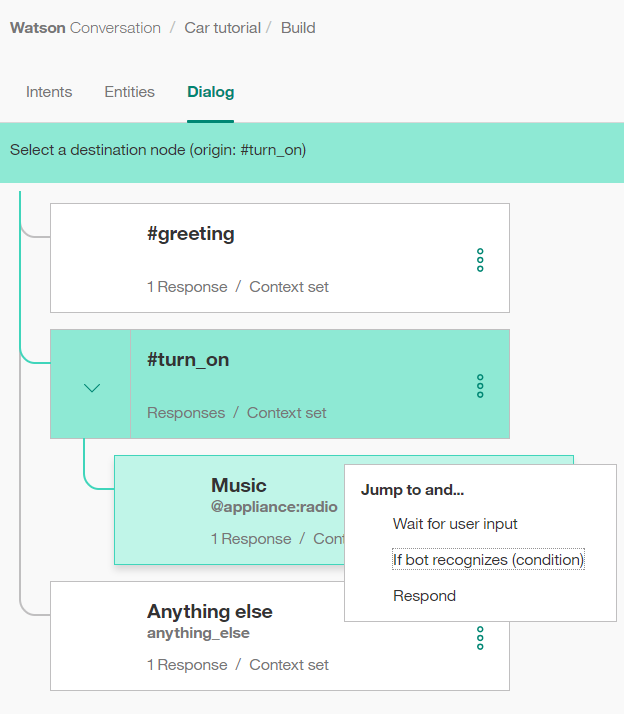 Watson Conversation / Car tutorial / Build
Intents Entities Dialog
Select a destination node (origin: #turn_on)
#greeting
1 Response / Context set
#turn_on
Responses / Context set
Music
@appliance:radio
1 Response / Cont
Jump to and...
Wait for user input
If bot recognizes (condition)
Respond
Anything else
anything_else
1 Response / Context set